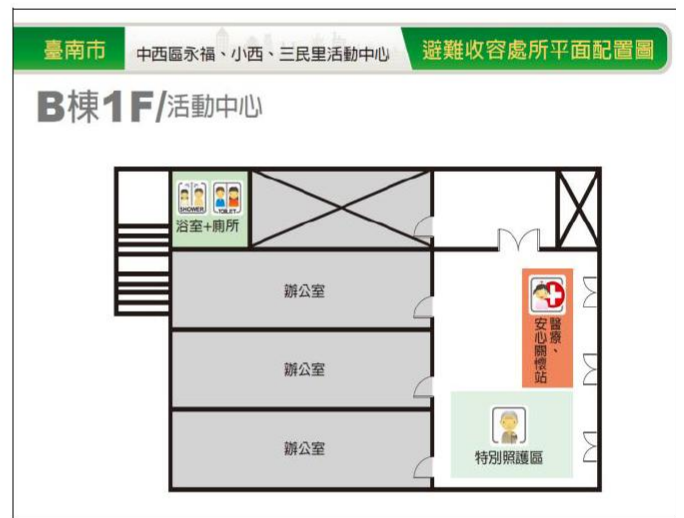 臺南市
中西區永福、小西、三民里活動中心
避難收容處所平面配置圖
B棟1F/活動中心
SHOWER
TOILET
浴室+廁所
辦公室
醫療、
安心關懷站
辦公室
辦公室
特別照護區